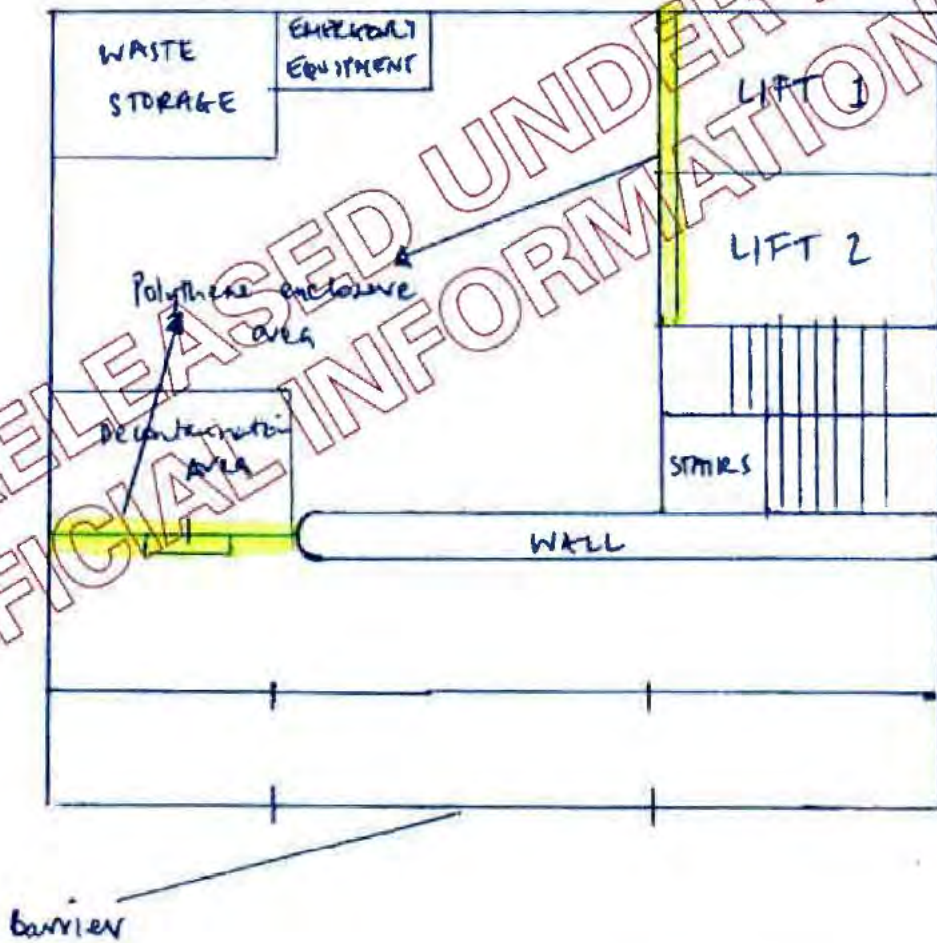 WASTE
STORAGE
EMERGENCY
EQUIPMENT
LIFT 1
LIFT 2
Polythene enclosure
area
Decontamination
AREA
STAIRS
WALL
barrier
RELEASED UNDER
OFFICIAL INFORMATION